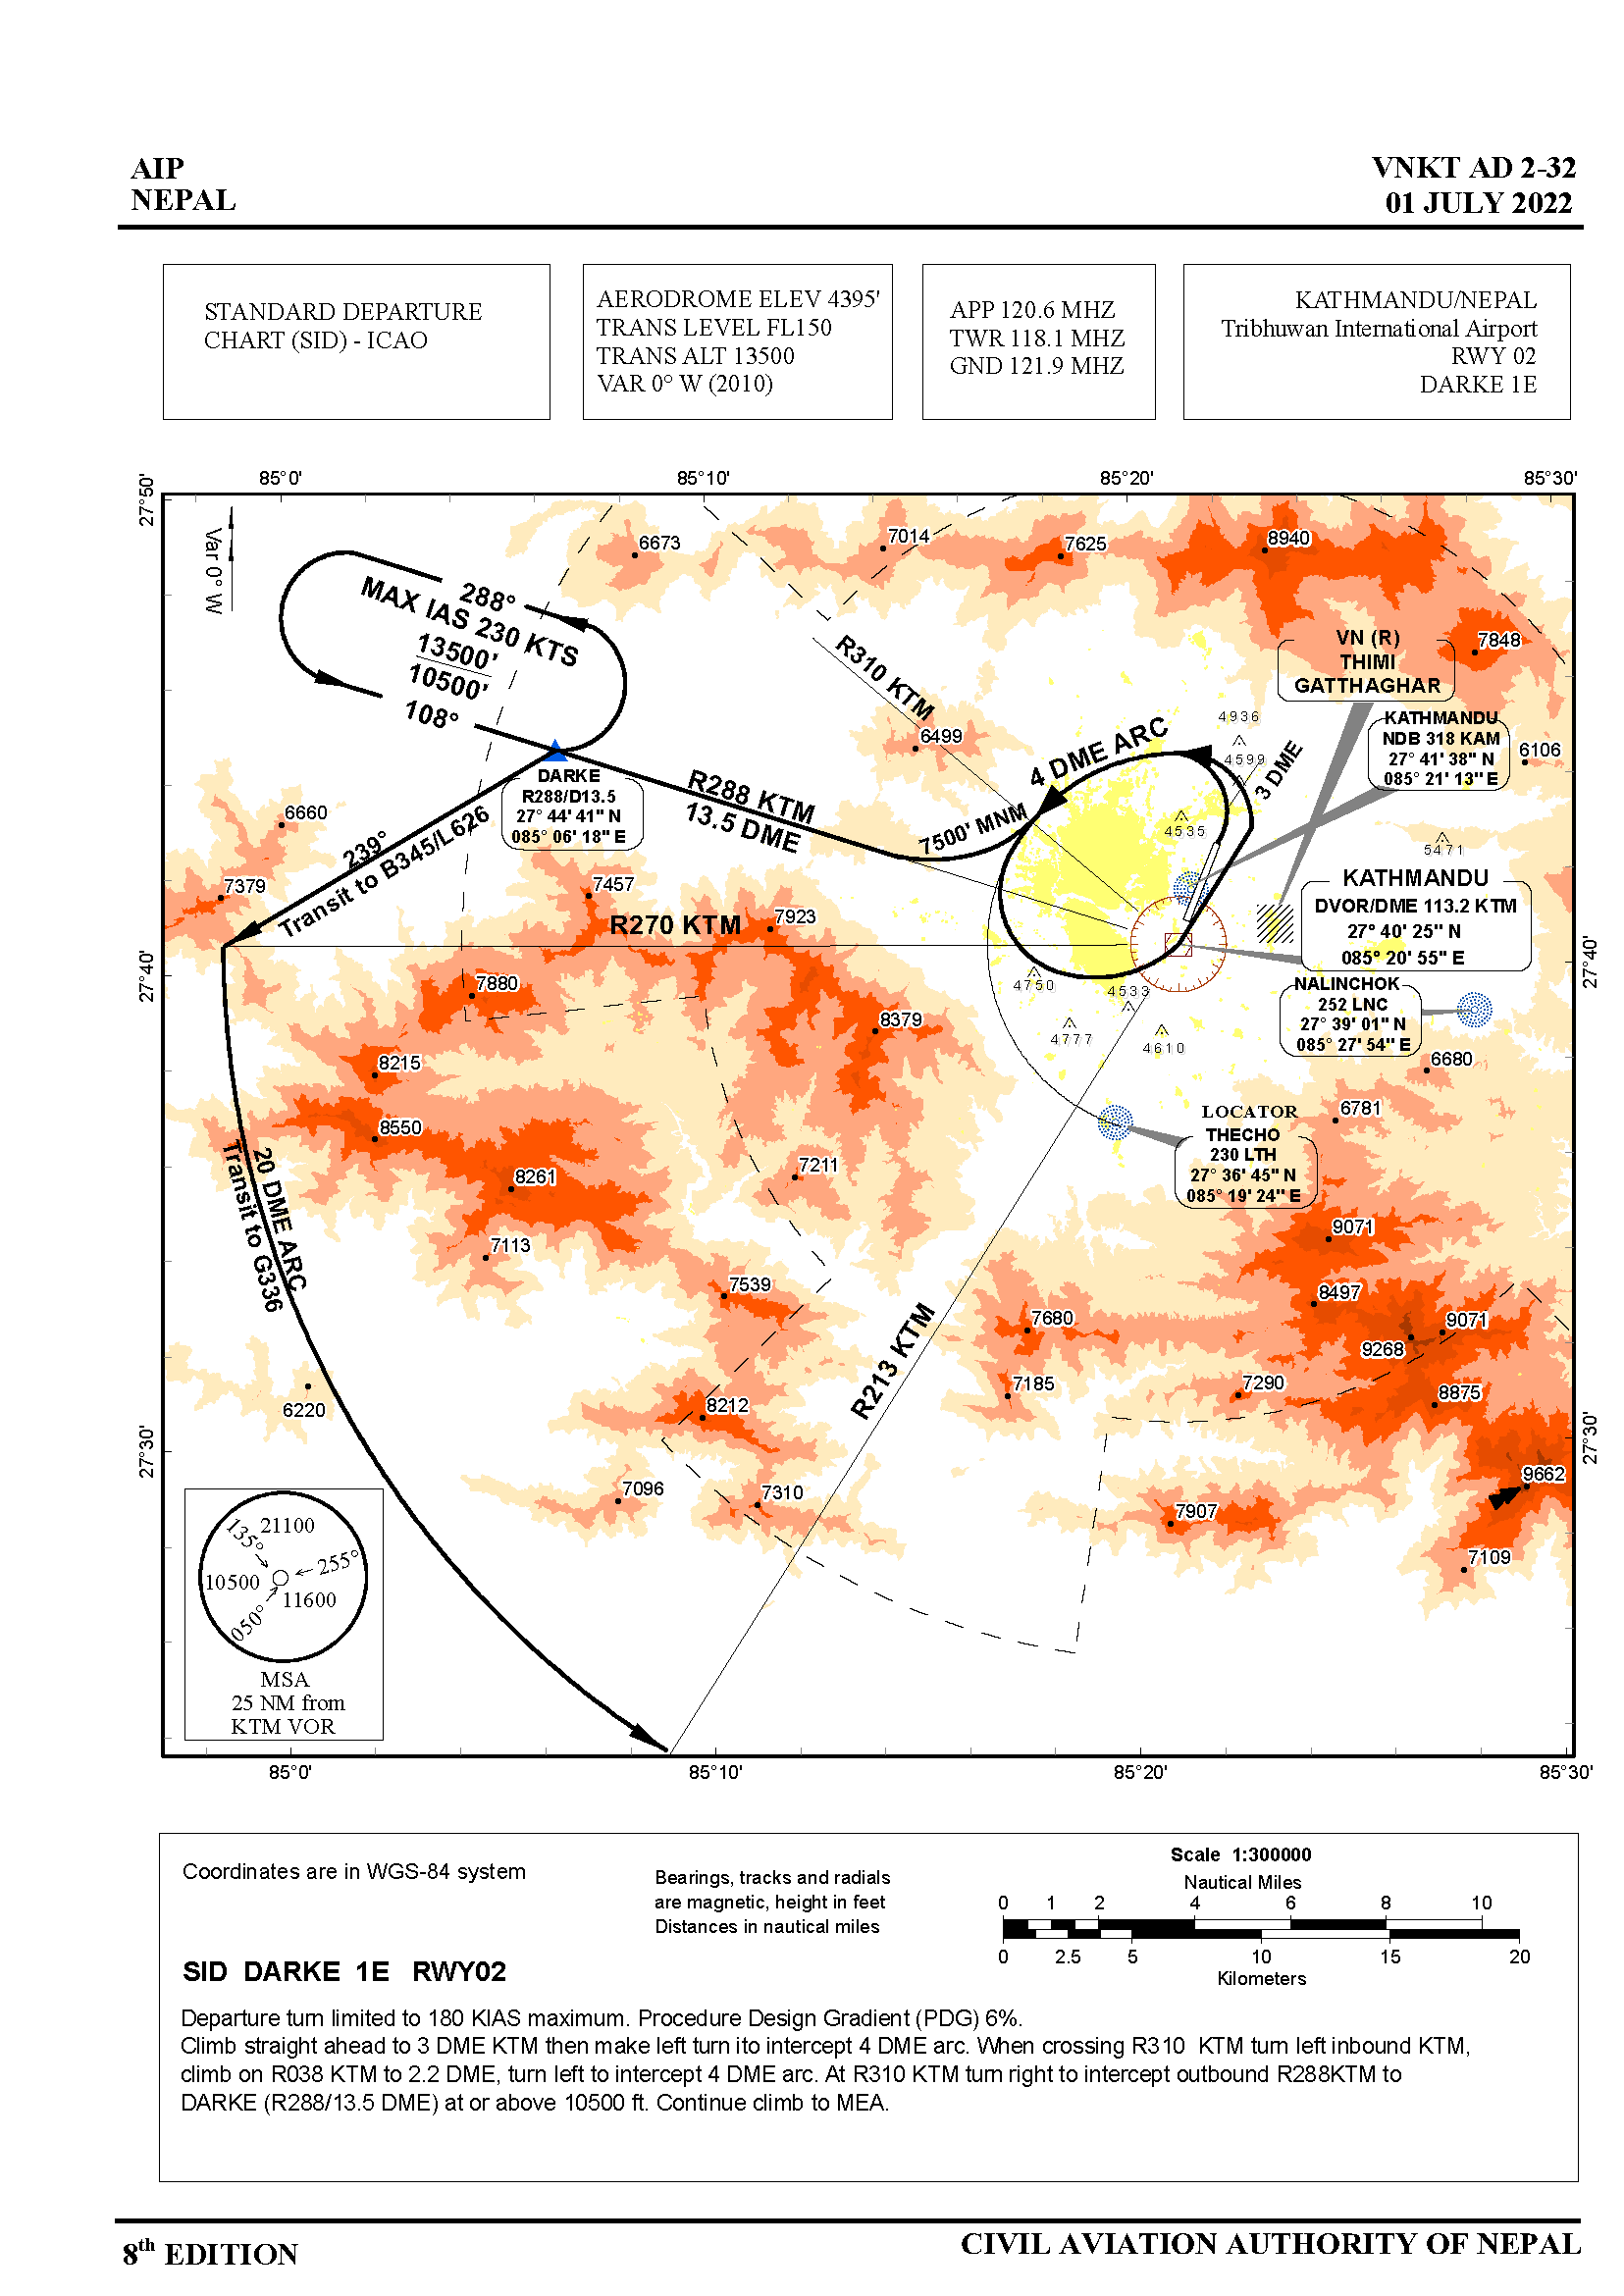 AIP
NEPAL
VNKT AD 2-32
01 JULY 2022
STANDARD DEPARTURE
CHART (SID) - ICAO
AERODROME ELEV 4395'
TRANS LEVEL FL150
TRANS ALT 13500
VAR 0° W (2010)
APP 120.6 MHZ
TWR 118.1 MHZ
GND 121.9 MHZ
KATHMANDU/NEPAL
Tribhuwan International Airport
RWY 02
DARKE 1E
85°0'
85°10'
85°20'
85°30'
27°50'
Var 0° W
6673
7014
7625
8940
288°
MAX IAS 230 KTS
13500'
10500'
108°
R310 KTM
VN (R)
THIMI
GATTHAGHAR
7848
KATHMANDU
NDB 318 KAM
27° 41' 38" N
085° 21' 13" E
4936
6499
4 DME ARC
4599
3 DME
6106
DARKE
R288/D13.5
27° 44' 41" N
085° 06' 18" E
R288 KTM
13.5 DME
7500' MNM
4535
5471
6660
239°
Transit to B345/L626
7379
7457
7923
R270 KTM
KATHMANDU
DVOR/DME 113.2 KTM
27° 40' 25" N
085° 20' 55" E
27°40'
27°40'
7880
4750
4533
NALINCHOK
252 LNC
27° 39' 01" N
085° 27' 54" E
8379
4777
4610
8215
6680
8550
LOCATOR
THECHO
230 LTH
27° 36' 45" N
085° 19' 24" E
6781
20 DME ARC
Transit to G336
8261
7211
7113
9071
7539
8497
7680
9071
9268
R213 KTM
7185
7290
8875
6220
8212
27°30'
27°30'
9662
7096
7310
7907
7109
135°
21100
255°
10500
11600
050°
MSA
25 NM from
KTM VOR
85°0'
85°10'
85°20'
85°30'
Coordinates are in WGS-84 system
Bearings, tracks and radials
are magnetic, height in feet
Distances in nautical miles
Scale 1:300000
Nautical Miles
0 1 2 4 6 8 10
0 2.5 5 10 15 20
Kilometers
SID DARKE 1E RWY02
Departure turn limited to 180 KIAS maximum. Procedure Design Gradient (PDG) 6%.
Climb straight ahead to 3 DME KTM then make left turn ito intercept 4 DME arc. When crossing R310 KTM turn left inbound KTM,
climb on R038 KTM to 2.2 DME, turn left to intercept 4 DME arc. At R310 KTM turn right to intercept outbound R288KTM to
DARKE (R288/13.5 DME) at or above 10500 ft. Continue climb to MEA.
8th EDITION
CIVIL AVIATION AUTHORITY OF NEPAL